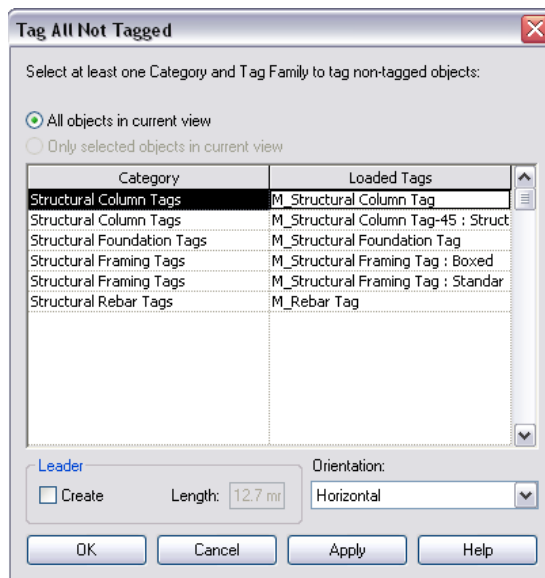 Tag All Not Tagged
Select at least one Category and Tag Family to tag non-tagged objects:
All objects in current view
Only selected objects in current view
Category Loaded Tags
Structural Column Tags M_Structural Column Tag
Structural Column Tags M_Structural Column Tag-45 : Struct
Structural Foundation Tags M_Structural Foundation Tag
Structural Framing Tags M_Structural Framing Tag : Boxed
Structural Framing Tags M_Structural Framing Tag : Standar
Structural Rebar Tags M_Rebar Tag
Leader Orientation:
Create Length: 12.7 mr Horizontal
OK Cancel Apply Help